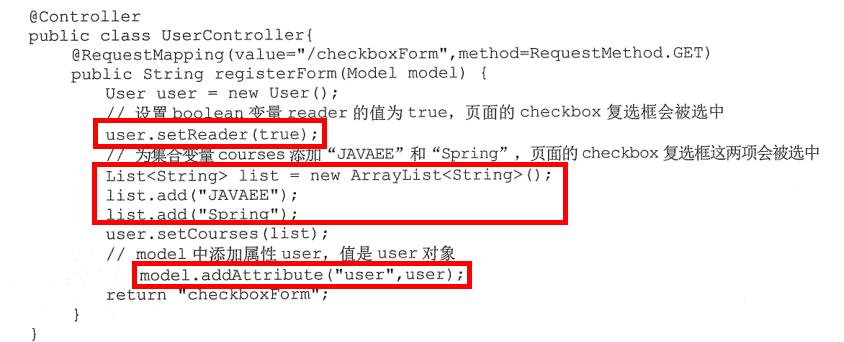 @Controller
public class UserController{
@RequestMapping(value="/checkboxForm",method=RequestMethod.GET)
public String registerForm(Model model) {
User user = new User();
// 设置 boolean 变量 reader 的值为 true，页面的 checkbox 复选框会被选中
user.setReader(true);
// 为集合变量 courses 添加“JAVAEE”和“Spring”，页面的 checkbox 复选框这两项会被选中
List<String> list = new ArrayList<String>();
list.add("JAVAEE");
list.add("Spring");
user.setCourses(list);
// model 中添加属性 user，值是 user 对象
model.addAttribute("user",user);
return "checkboxForm";
}
}